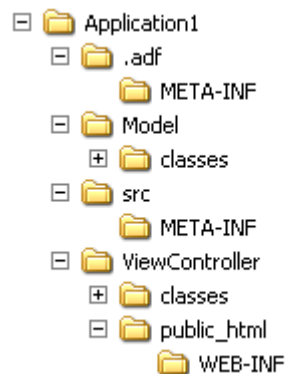 Application1
.adf
META-INF
Model
classes
src
META-INF
ViewController
classes
public_html
WEB-INF